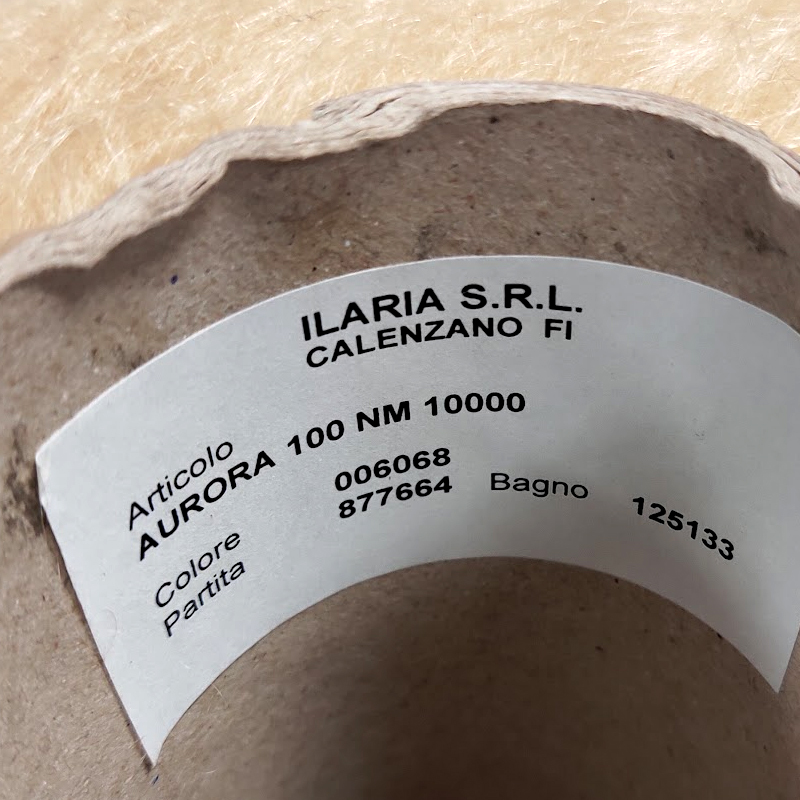 ILARIA S.R.L.
CALENZANO FI
Articolo
AURORA 100 NM 10000
Colore 006068
Partita 877664 Bagno 125133